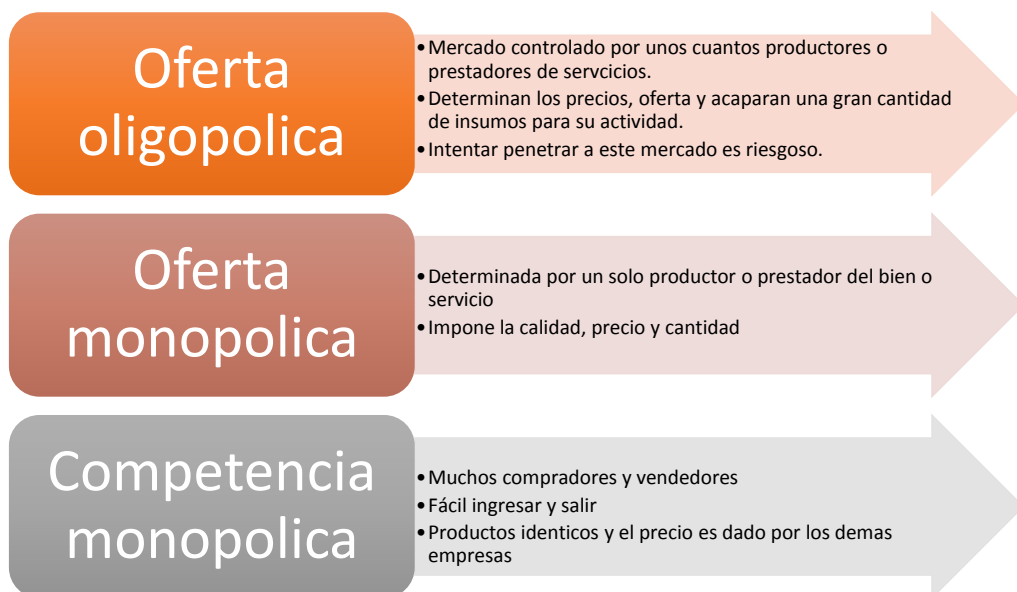 Oferta
oligopolica
•Mercado controlado por unos cuantos productores o
prestadores de servcicios.
•Determinan los precios, oferta y acaparan una gran cantidad
de insumos para su actividad.
•Intentar penetrar a este mercado es riesgoso.
Oferta
monopolica
•Determinada por un solo productor o prestador del bien o
servicio
•Impone la calidad, precio y cantidad
Competencia
monopolica
•Muchos compradores y vendedores
•Fácil ingresar y salir
•Productos identicos y el precio es dado por los demas
empresas